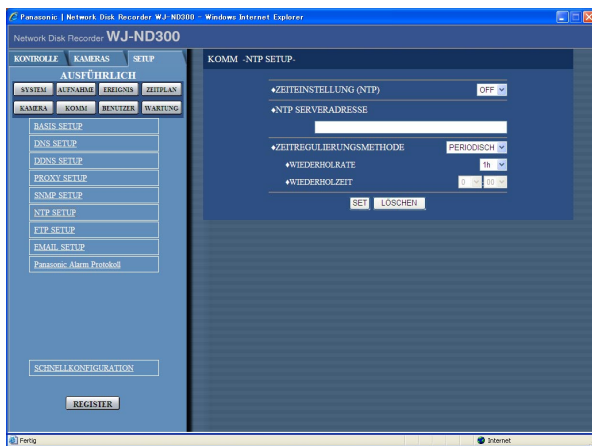 Panasonic | Network Disk Recorder WJ-ND300 - Windows Internet Explorer
Network Disk Recorder WJ-ND300
KONTROLLE KAMERAS SETUP
AUSFÜHRLICH
SYSTEM AUFNAHME EREIGNIS ZEITPLAN
KAMERA KOMM BENUTZER WARTUNG
BASIS SETUP
DNS SETUP
DDNS SETUP
PROXY SETUP
SNMP SETUP
NTP SETUP
FTP SETUP
EMAIL SETUP
Panasonic Alarm Protokoll
SCHNELLKONFIGURATION
REGISTER
KOMM -NTP SETUP-
◆ZEITEINSTELLUNG (NTP) OFF
◆NTP SERVERADRESSE
◆ZEITREGULIERUNGSMETHODE PERIODISCH
◆WIEDERHOLRATE 1h
◆WIEDERHOLZEIT 0 : 00
SET LÖSCHEN
Fertig Internet